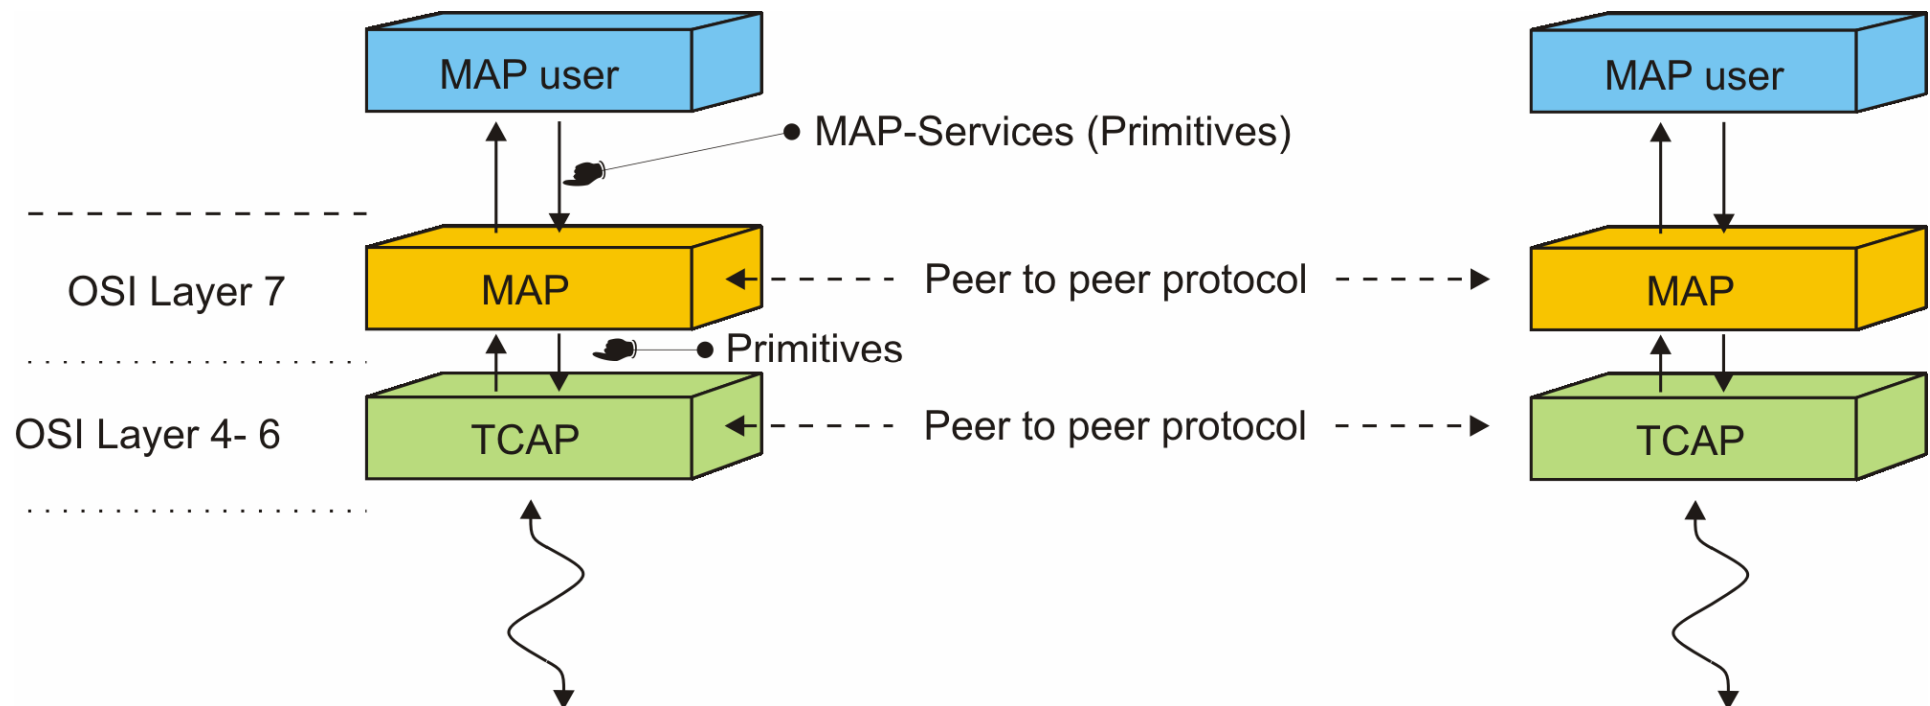 MAP user
MAP user
MAP-Services (Primitives)
OSI Layer 7
MAP
Peer to peer protocol
MAP
Primitives
OSI Layer 4- 6
TCAP
Peer to peer protocol
TCAP